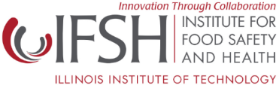 Innovation Through Collaboration
IFSH
INSTITUTE FOR
FOOD SAFETY
AND HEALTH
ILLINOIS INSTITUTE OF TECHNOLOGY